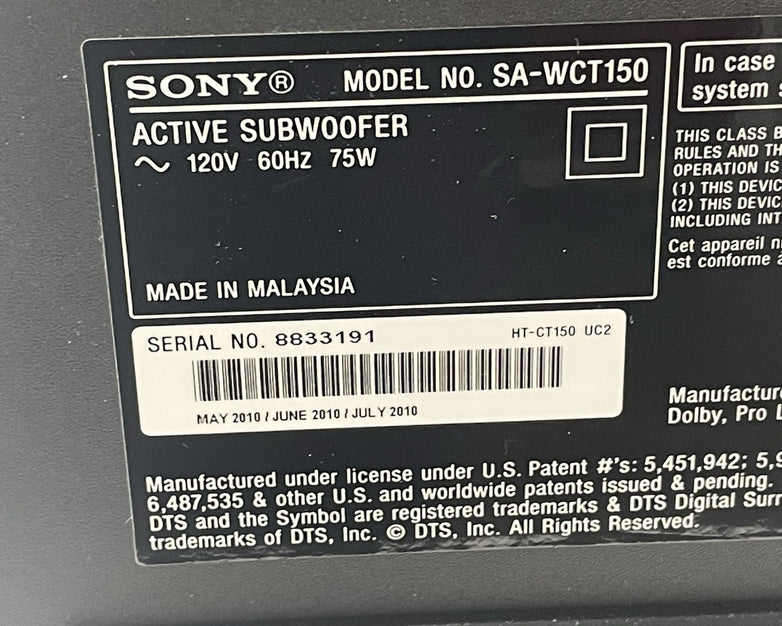 SONY® MODEL NO. SA-WCT150
ACTIVE SUBWOOFER
~ 120V 60HZ 75W
MADE IN MALAYSIA
SERIAL NO. 8833191 HT-CT150 UC2
MAY 2010 / JUNE 2010 / JULY 2010
In case
system
THIS CLASS B
RULES AND
OPERATION IS
(1) THIS
(2) THIS
INCLUDING
Cet appareil
est conforme
Dolby, Pro
Manufactured under license under U.S. Patent #'s: 5,451,942;
6,487,535 & other U.S. and worldwide patents issued & pending.
DTS and the Symbol are registered trademarks & DTS Digital
trademarks of DTS, Inc. © DTS, Inc. All Rights Reserved.